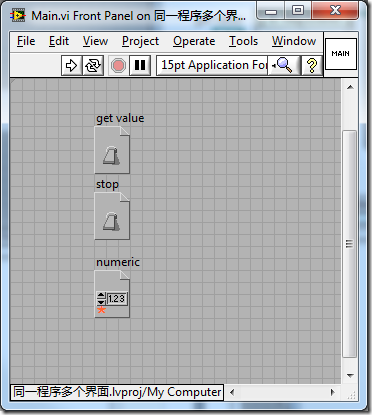 Main.vi Front Panel on 同一程序多个界...
File Edit View Project Operate Tools Window
MAIN
15pt Application Fo
?
get value
stop
numeric
1.23
同一程序多个界面.lvproj/My Computer